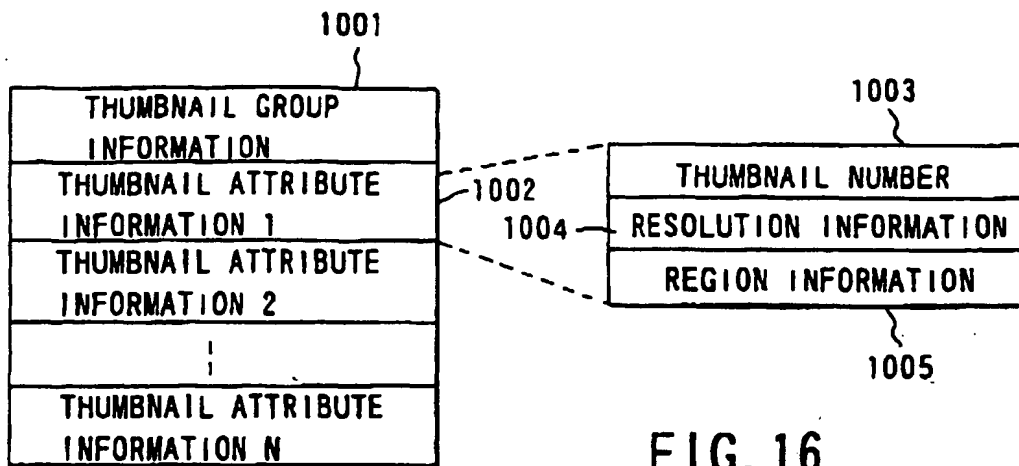 1001
THUMBNAIL GROUP
INFORMATION
THUMBNAIL ATTRIBUTE
INFORMATION 1
1002
THUMBNAIL ATTRIBUTE
INFORMATION 2
THUMBNAIL ATTRIBUTE
INFORMATION N
1003
THUMBNAIL NUMBER
1004
RESOLUTION INFORMATION
REGION INFORMATION
1005
FIG. 16